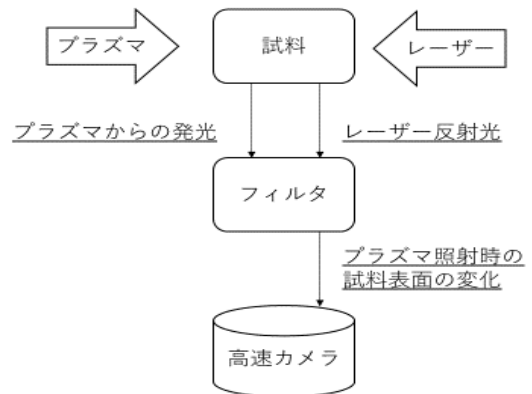 プラズマ
試料
レーザー
プラズマからの発光
レーザー反射光
フィルタ
プラズマ照射時の
試料表面の変化
高速カメラ